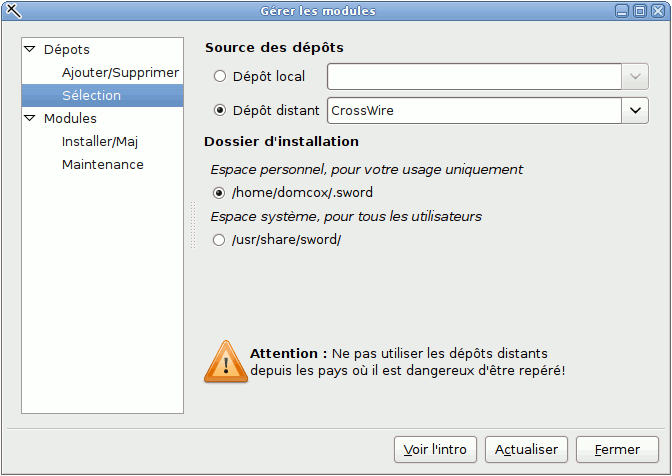 Gérer les modules
Dépots
Ajouter/Supprimer
Sélection
Modules
Installer/Maj
Maintenance
Source des dépôts
Dépôt local
Dépôt distant CrossWire
Dossier d'installation
Espace personnel, pour votre usage uniquement
/home/domcox/.sword
Espace système, pour tous les utilisateurs
/usr/share/sword/
Attention : Ne pas utiliser les dépôts distants
depuis les pays où il est dangereux d'être repéré!
Voir l'intro Actualiser Fermer